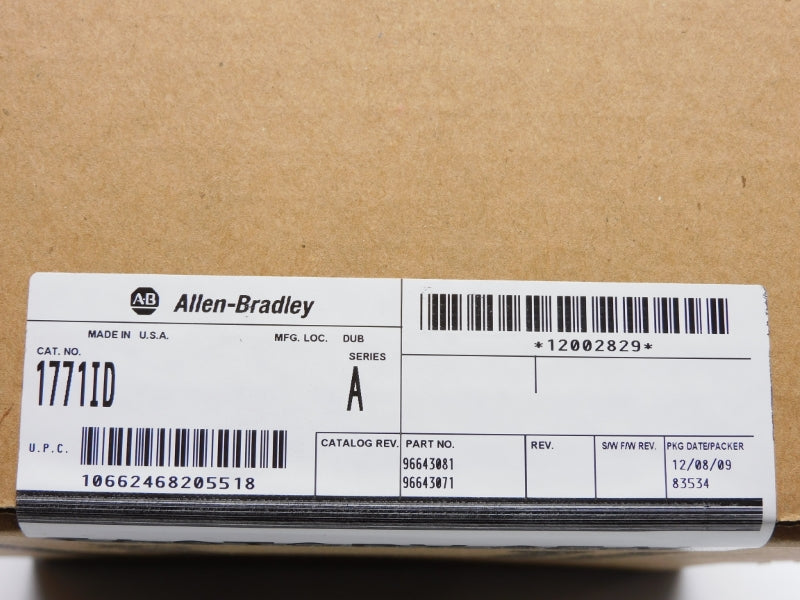 A-B Allen-Bradley
MADE IN U.S.A.
MFG. LOC. DUB
CAT. NO.
SERIES
1771ID
A
U.P.C.
10662468205518
*12002829*
CATALOG REV.
PART NO.
96643081
96643071
REV.
S/W F/W REV.
PKG DATE/PACKER
12/08/09
83534